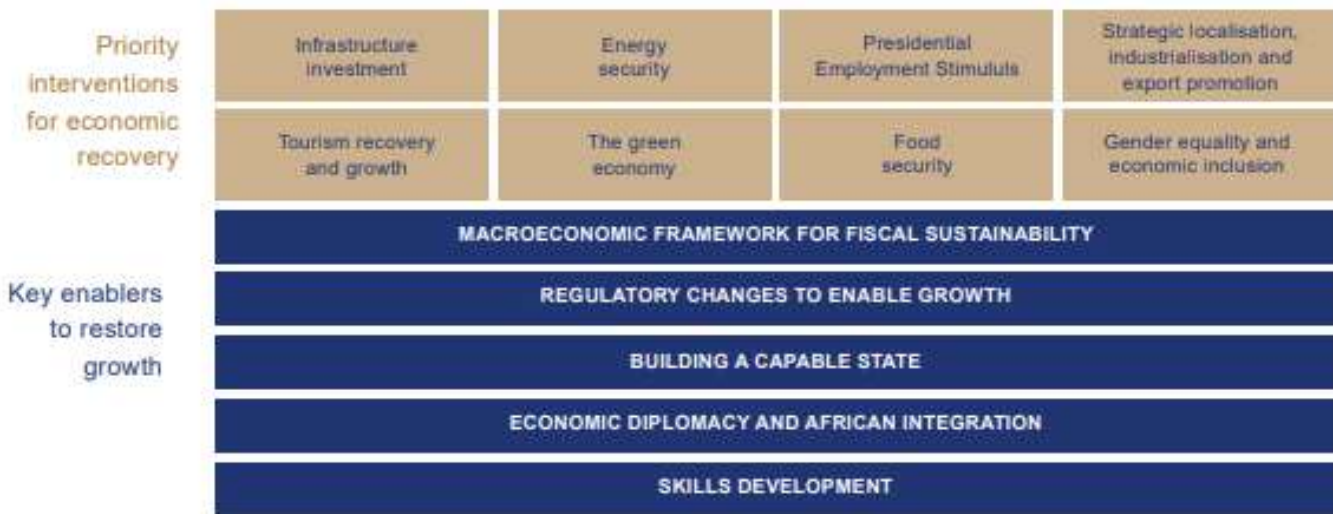 Priority
interventions
for economic
recovery
Infrastructure
investment
Energy
security
Presidential
Employment Stimululs
Strategic localisation,
industrialisation and
export promotion
Tourism recovery
and growth
The green
economy
Food
security
Gender equality and
economic inclusion
Key enablers
to restore
growth
MACROECONOMIC FRAMEWORK FOR FISCAL SUSTAINABILITY
REGULATORY CHANGES TO ENABLE GROWTH
BUILDING A CAPABLE STATE
ECONOMIC DIPLOMACY AND AFRICAN INTEGRATION
SKILLS DEVELOPMENT